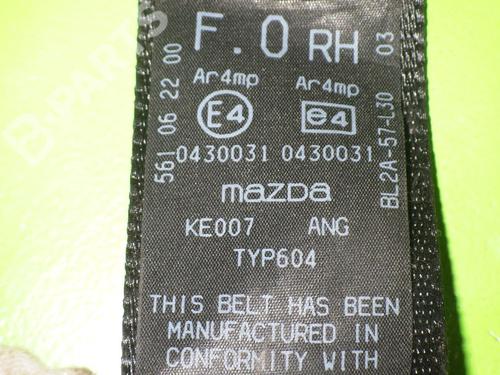 F.O RH
Ar4mp Ar4mp
E4 e4
0430031 0430031
mazda
KE007 ANG
TYP604
THIS BELT HAS BEEN
MANUFACTURED IN
CONFORMITY WITH
561 06 22 00
BL2A-57-L30 03
B-PARTS